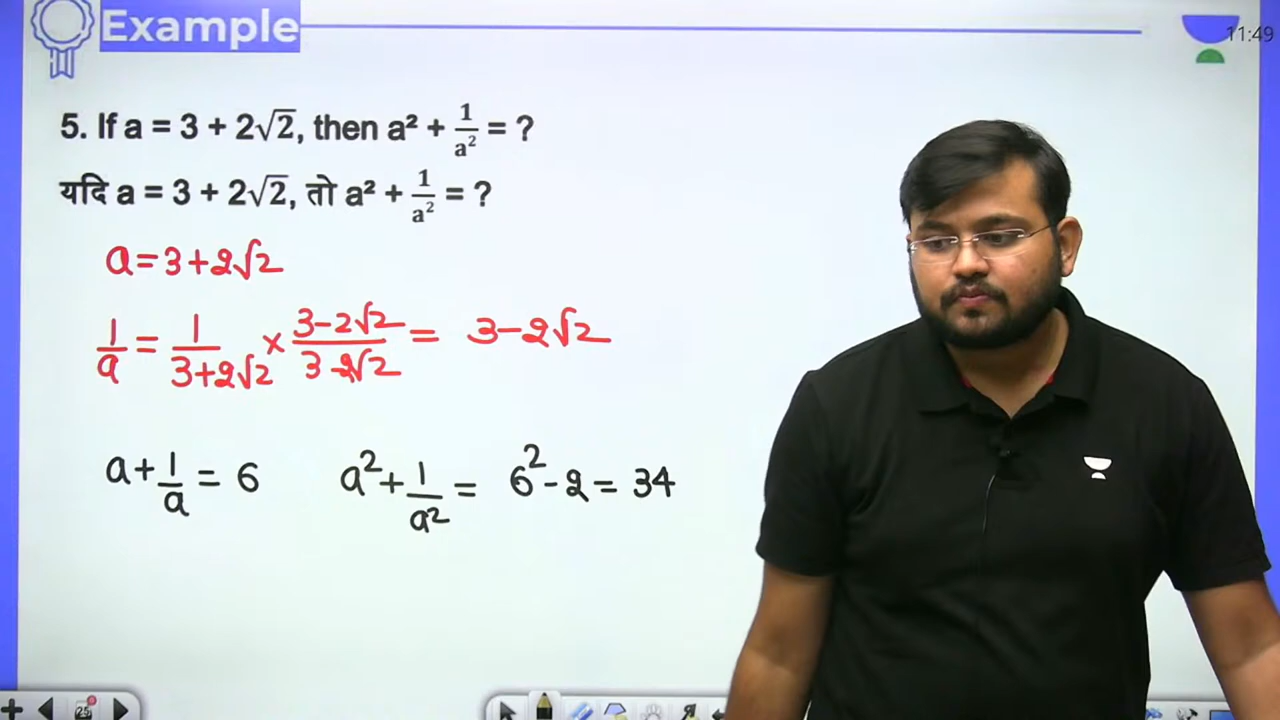 Example
11:49
5. If a = 3 + 2√2, then a² + 1/a² = ?
यदि a = 3 + 2√2, तो a² + 1/a² = ?
a = 3 + 2√2
1/a = 1/(3+2√2) × (3-2√2)/(3-2√2) = 3-2√2
a + 1/a = 6 a² + 1/a² = 6² - 2 = 34
25